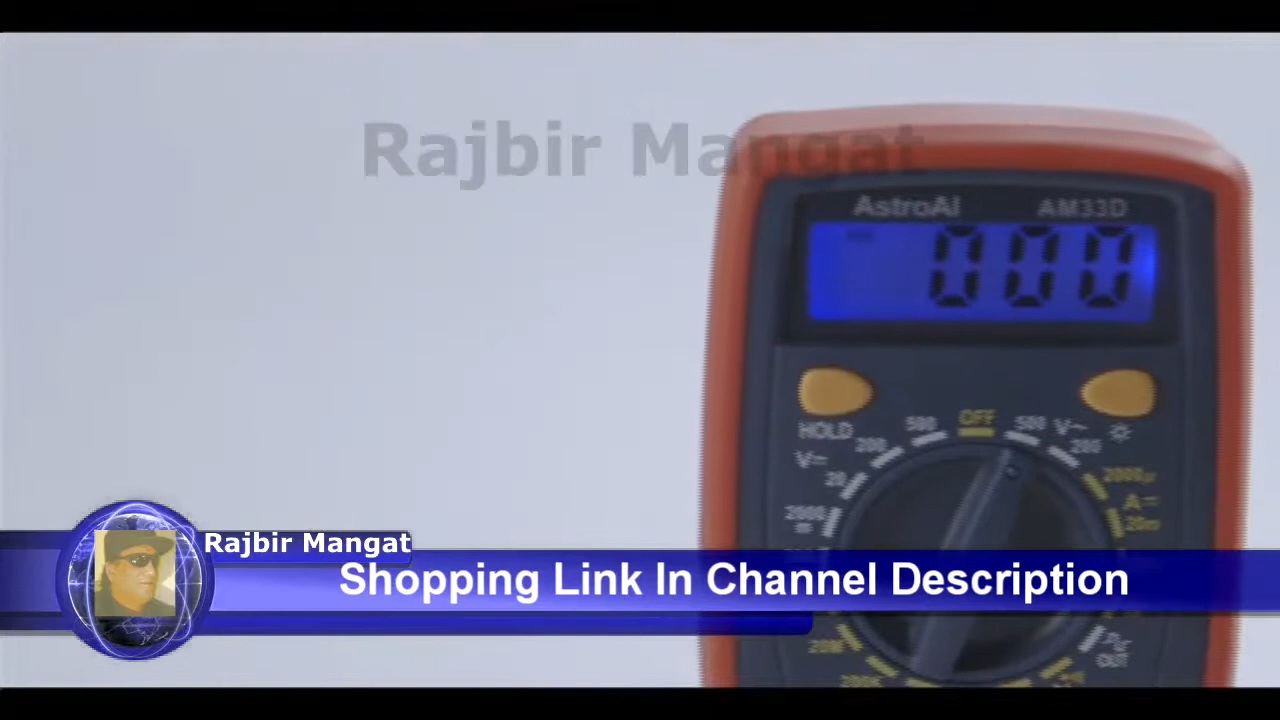 Rajbir Mangat
AstroAI AM33D
000
HOLD
OFF
500 500 V~
200 200
V=
20
2000μ
A=
20m
2000
Rajbir Mangat
Shopping Link In Channel Description